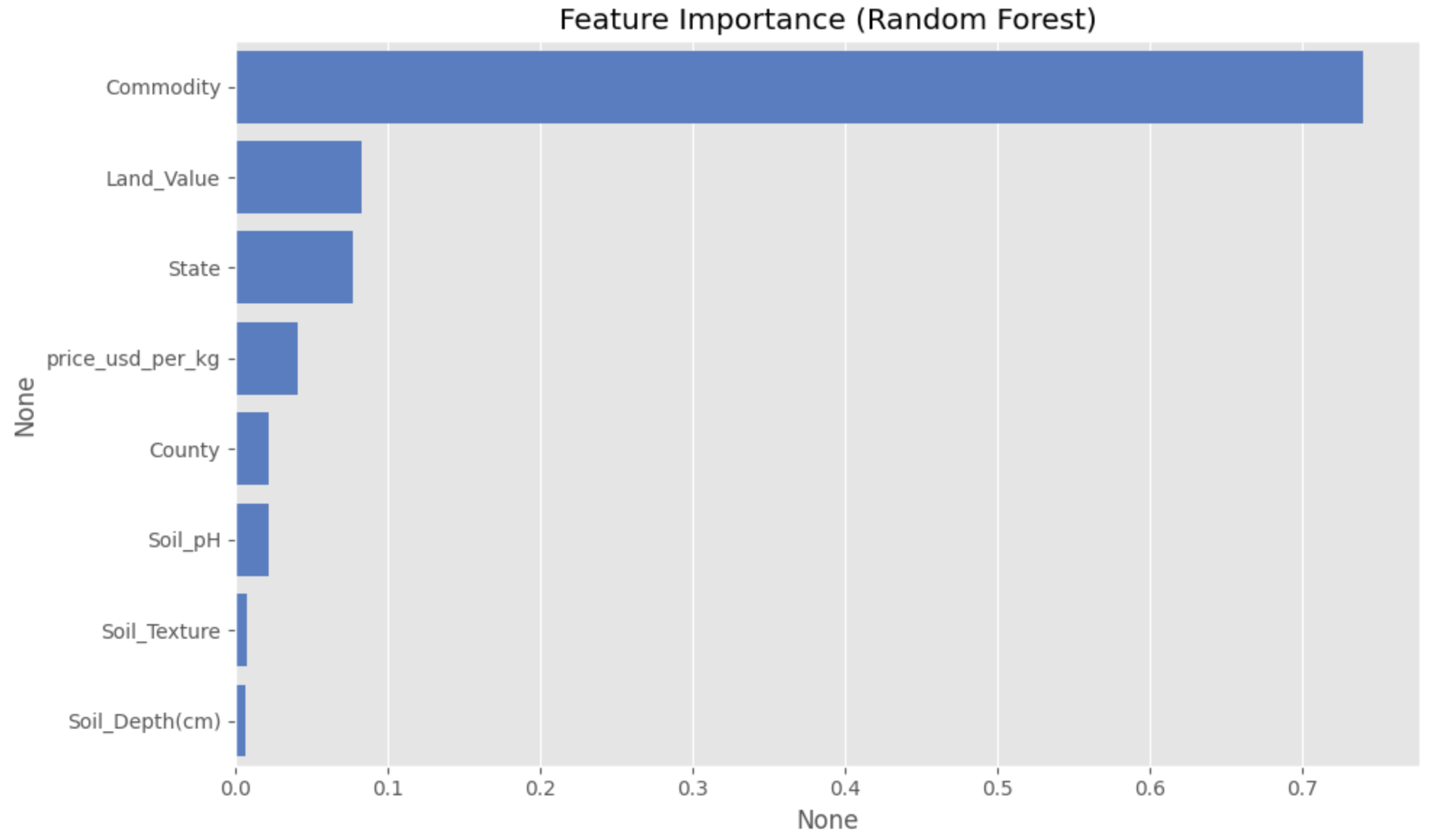 Feature Importance (Random Forest)
Commodity
Land_Value
State
price_usd_per_kg
County
Soil_pH
Soil_Texture
Soil_Depth(cm)
None
0.0 0.1 0.2 0.3 0.4 0.5 0.6 0.7
None